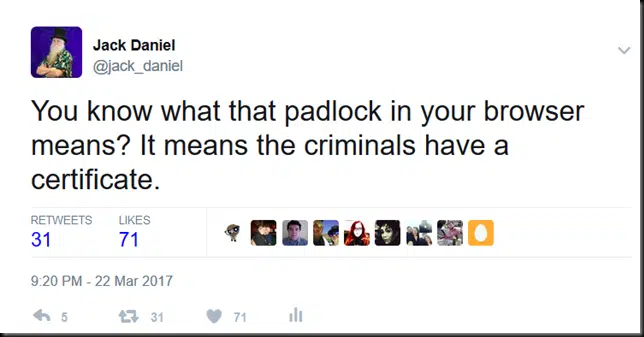 Jack Daniel
@jack_daniel
You know what that padlock in your browser
means? It means the criminals have a
certificate.
RETWEETS LIKES
31 71
9:20 PM - 22 Mar 2017
5 31 71